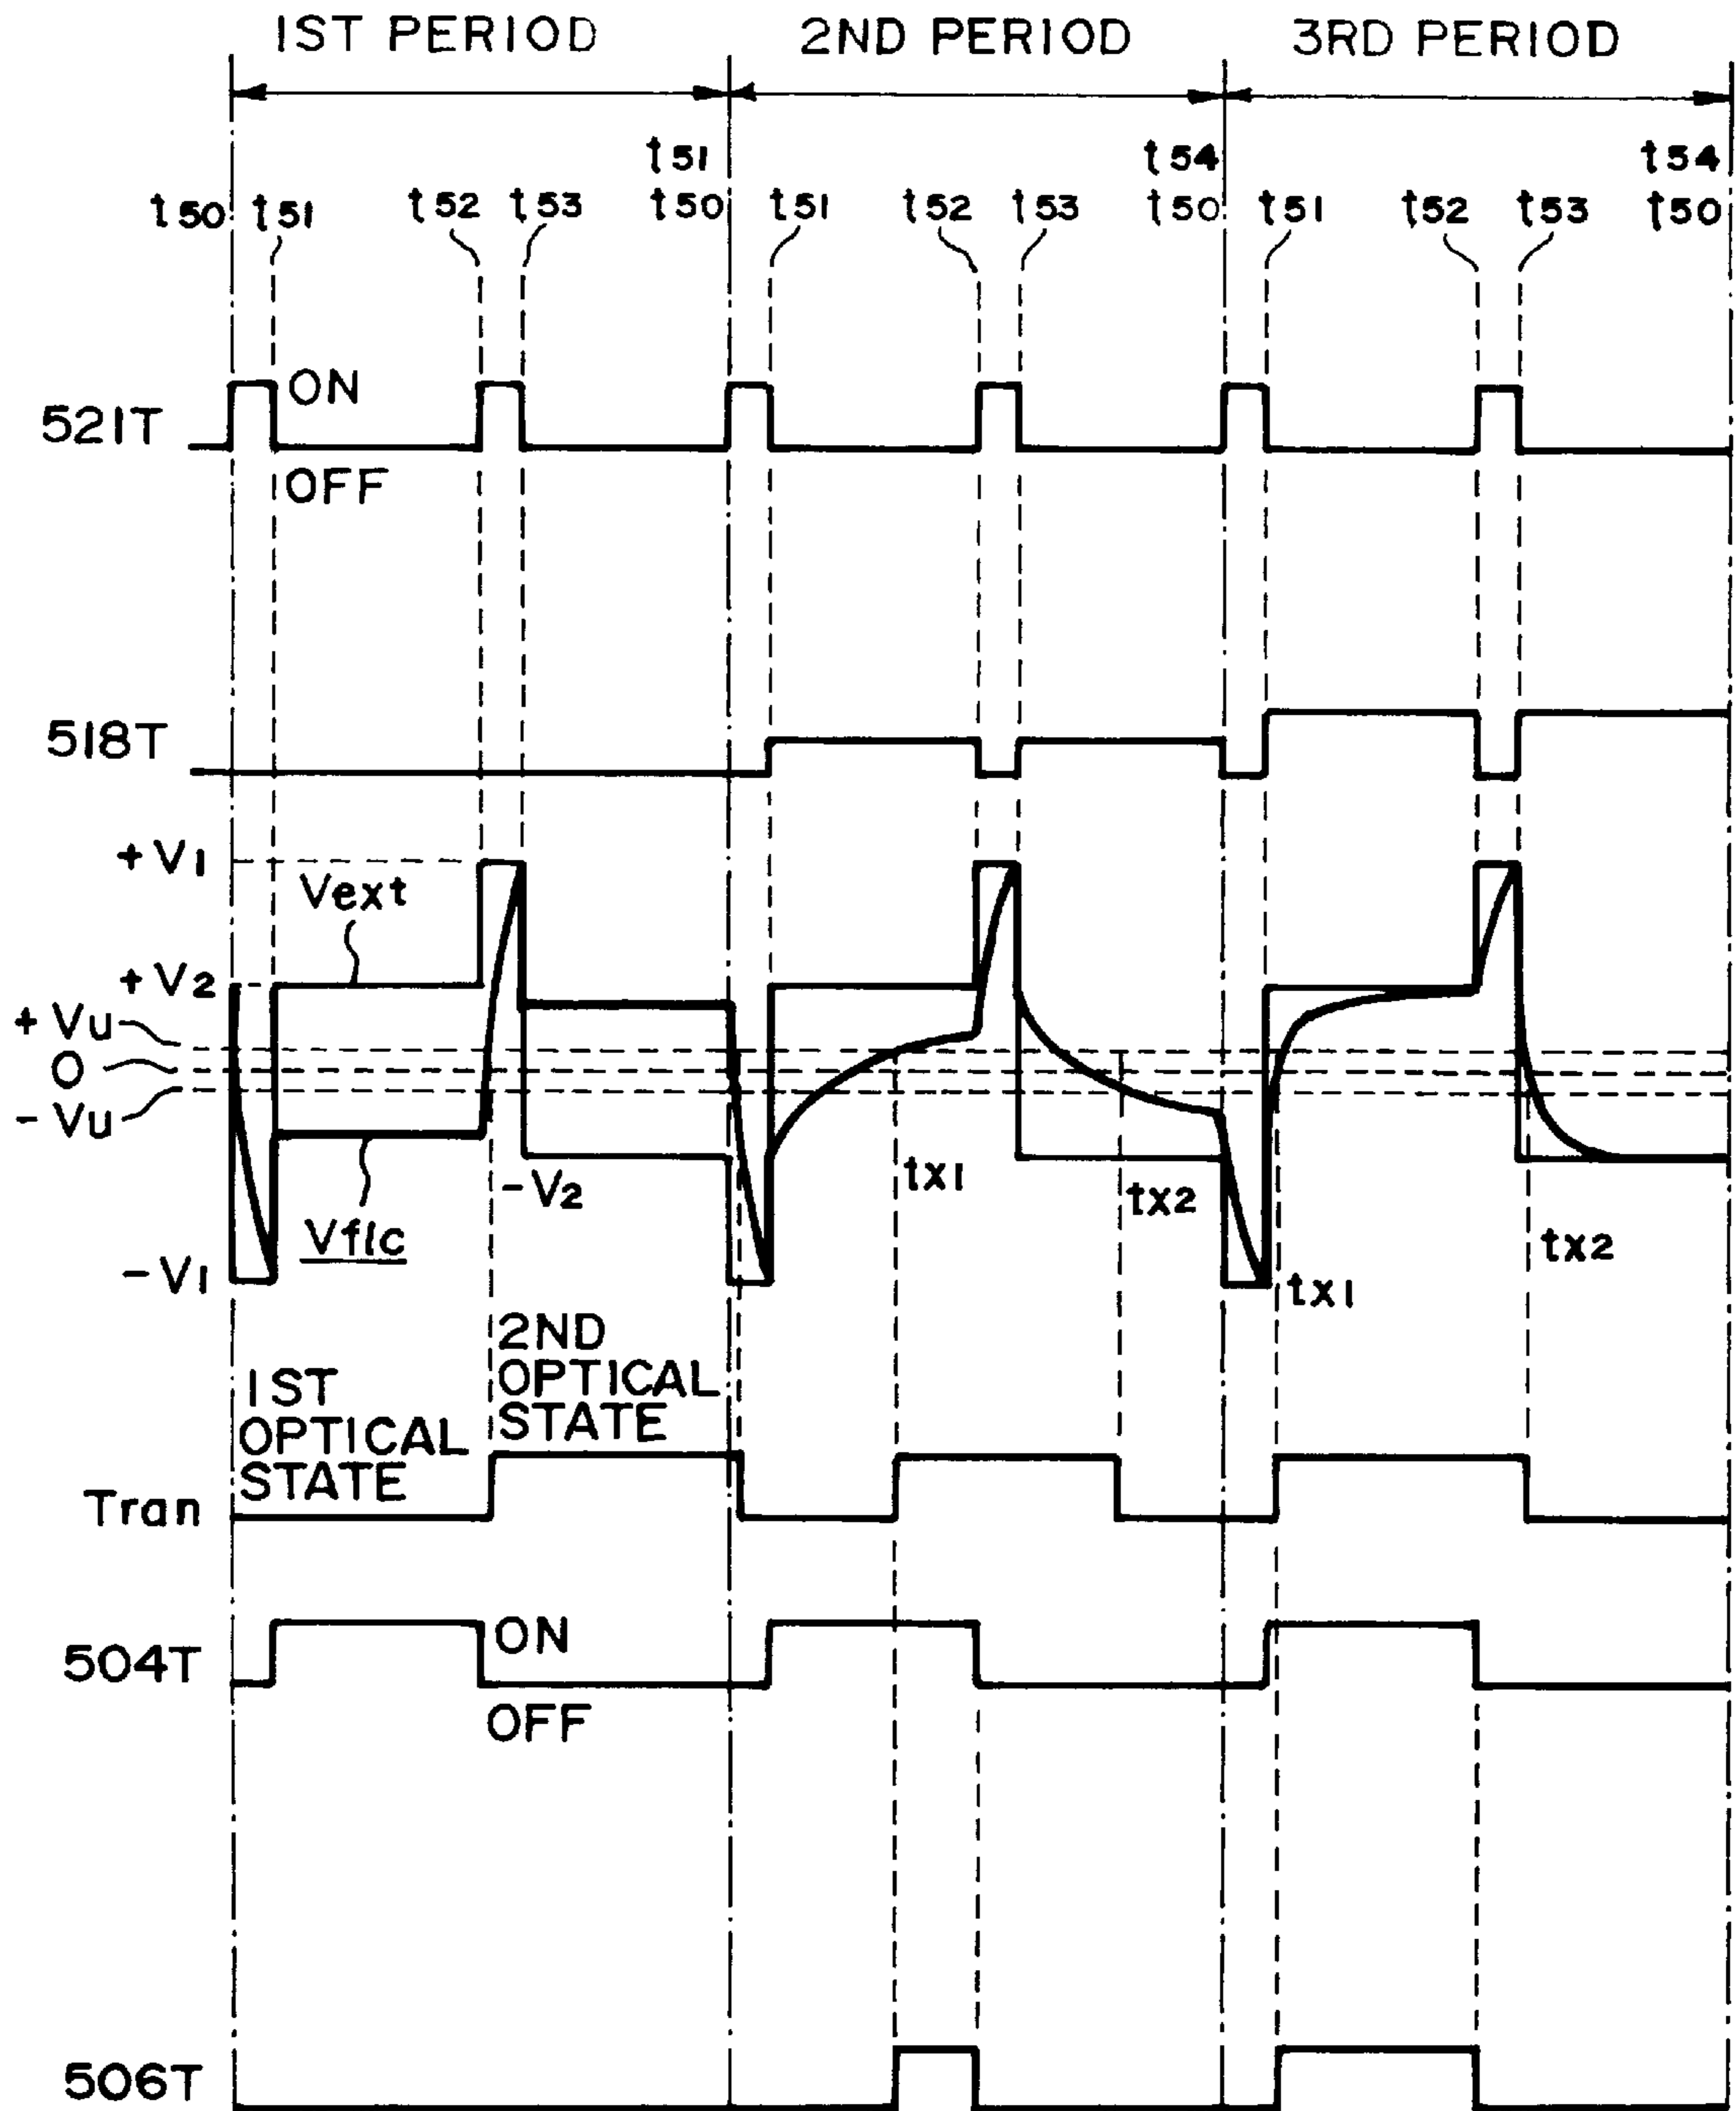 1ST PERIOD 2ND PERIOD 3RD PERIOD
t51 t54 t54
t50 t51 t52 t53 t50 t51 t52 t53 t50 t51 t52 t53 t50
ON
521T
OFF
518T
+V1
Vext
+V2
+Vu
0
-Vu
tx1
-V2 tx2
Vflc
tx2
-V1
tx1
2ND
OPTICAL
STATE
1ST
OPTICAL
STATE
Tran
ON
504T
OFF
506T